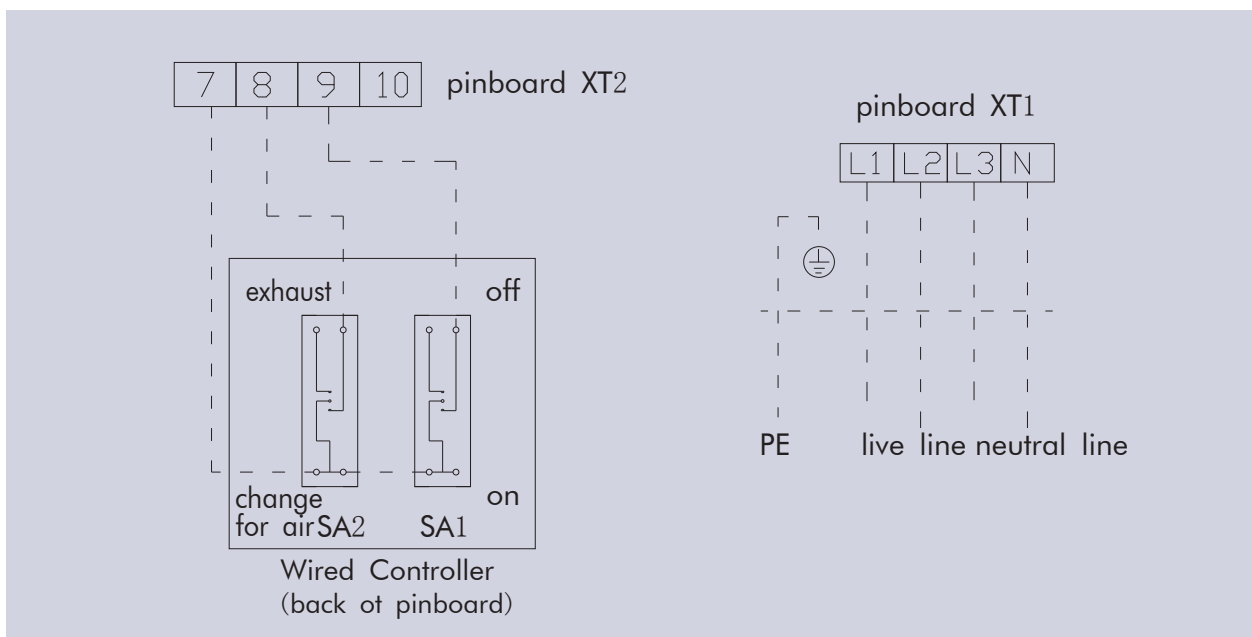 7 8 9 10 pinboard XT2
pinboard XT1
L1 L2 L3 N
exhaust off
change on
for air SA2 SA1
PE live line neutral line
Wired Controller
(back ot pinboard)